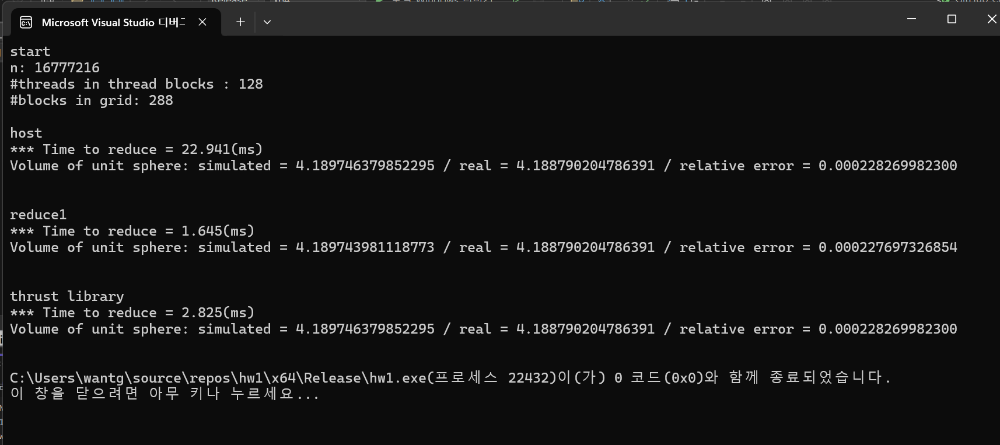 Microsoft Visual Studio 디버그
start
n: 16777216
#threads in thread blocks : 128
#blocks in grid: 288
host
*** Time to reduce = 22.941(ms)
Volume of unit sphere: simulated = 4.189746379852295 / real = 4.188790204786391 / relative error = 0.000228269982300
reduce1
*** Time to reduce = 1.645(ms)
Volume of unit sphere: simulated = 4.189743981118773 / real = 4.188790204786391 / relative error = 0.000227697326854
thrust library
*** Time to reduce = 2.825(ms)
Volume of unit sphere: simulated = 4.189746379852295 / real = 4.188790204786391 / relative error = 0.000228269982300
C:\Users\wantg\source\repos\hw1\x64\Release\hw1.exe(프로세스 22432)이(가) 0 코드(0x0)와 함께 종료되었습니다.
이 창을 닫으려면 아무 키나 누르세요...